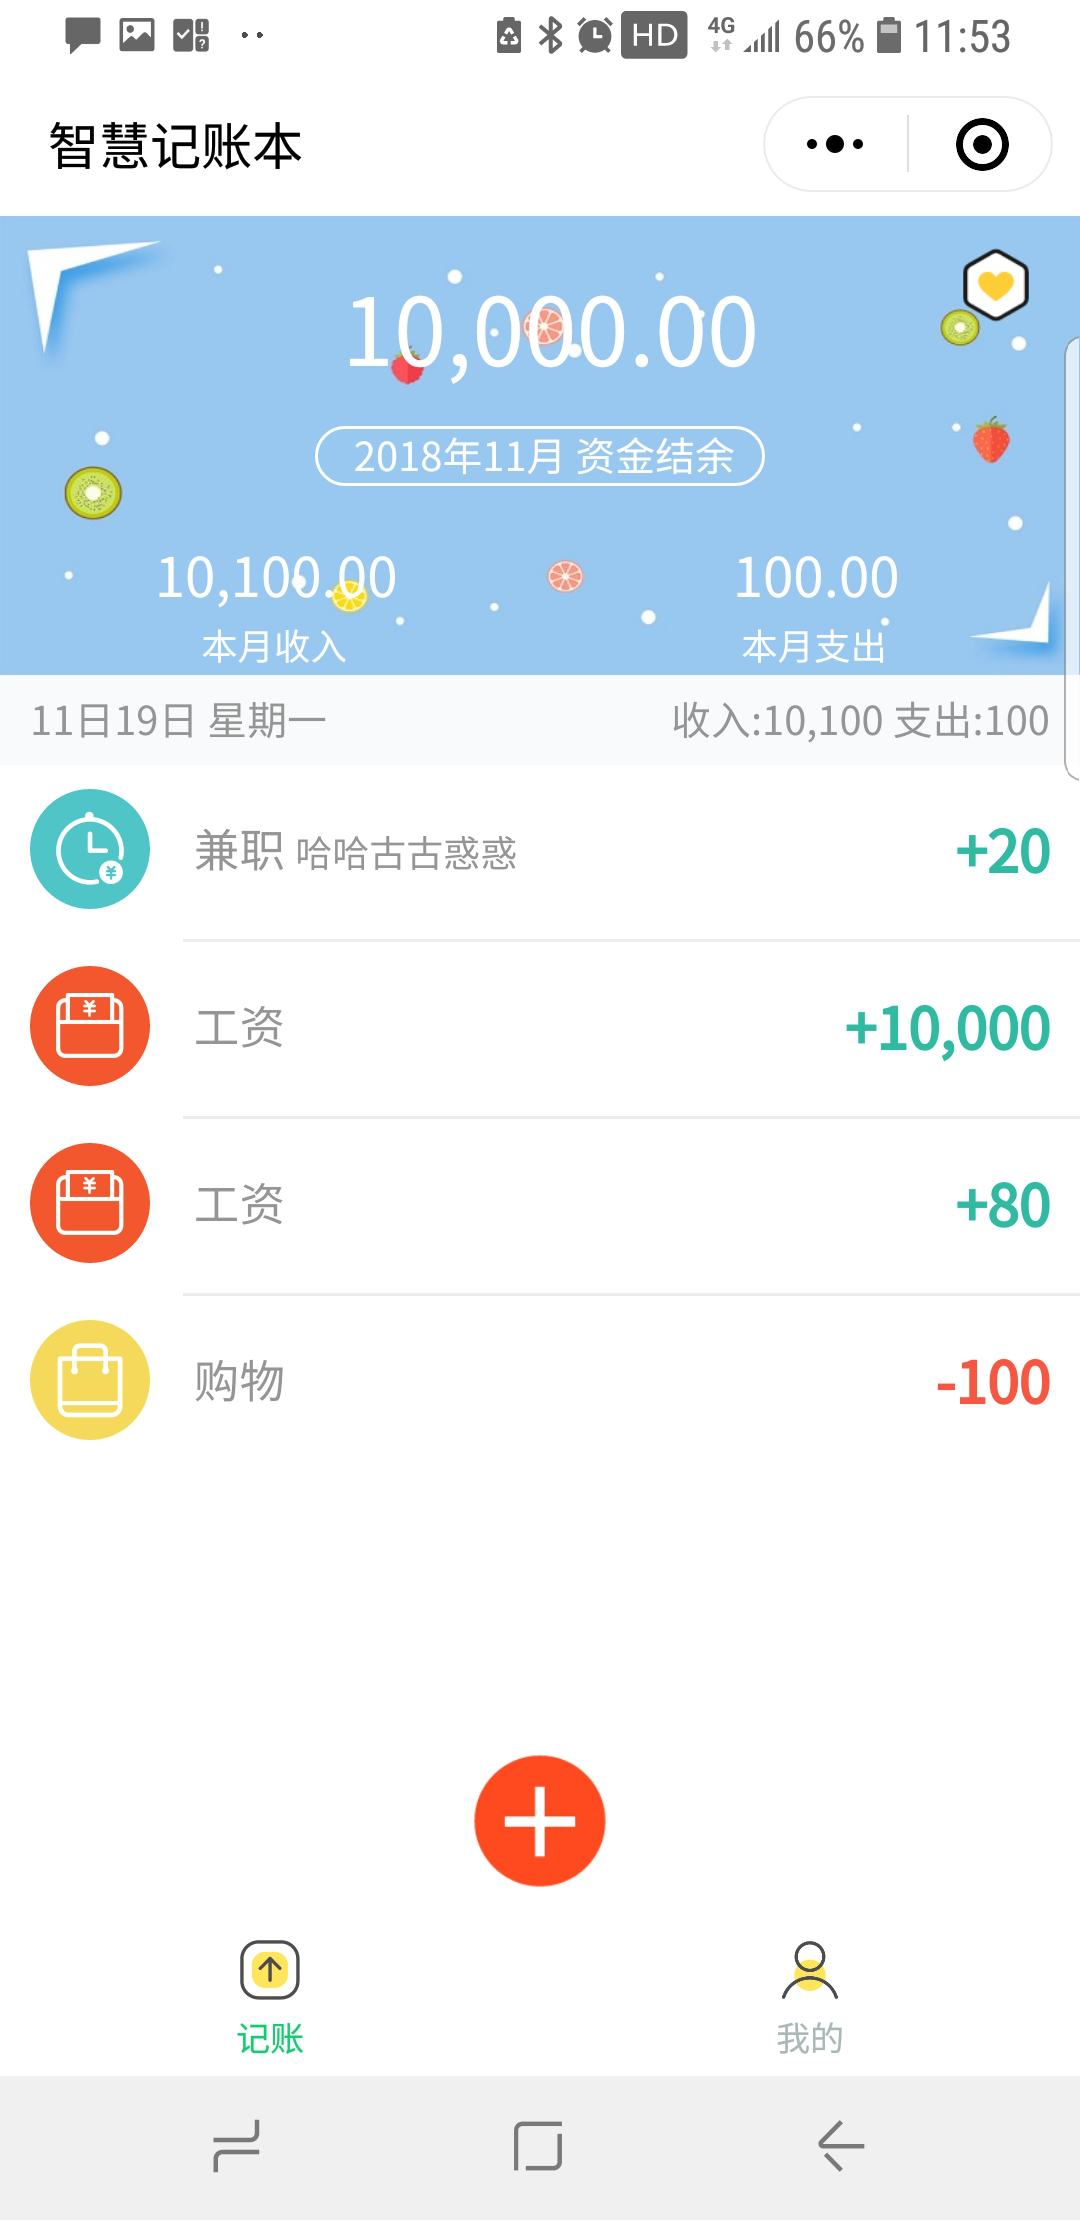 HD 4G 66% 11:53
智慧记账本
10,000.00
2018年11月 资金结余
10,100.00 100.00
本月收入 本月支出
11日19日 星期一 收入:10,100 支出:100
兼职 哈哈古古惑惑 +20
工资 +10,000
工资 +80
购物 -100
记账 我的